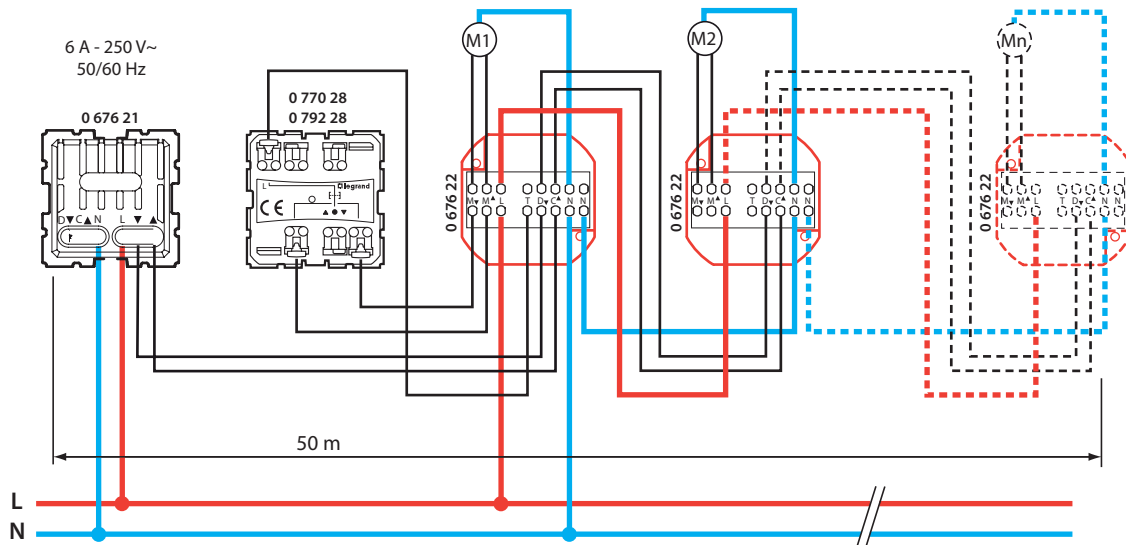 6 A - 250 V~
50/60 Hz
0 676 21
0 770 28
0 792 28
M1
M2
Mn
D▼C▲N L ▼ ▲
L
legrand
CE
▲●▼
0 676 22
M▼ M▲ L T D▼ C▲ N N
0 676 22
M▼ M▲ L T D▼ C▲ N N
0 676 22
M▼ M▲ L T D▼ C▲ N N
50 m
L
N